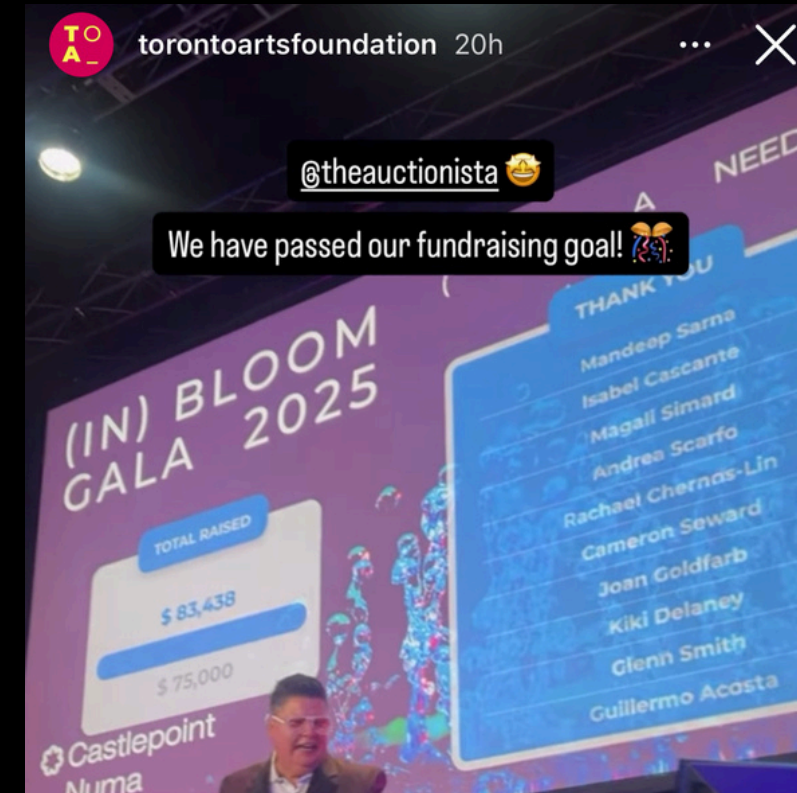 TO
A_
torontoartsfoundation 20h
@theauctionista 🤩
We have passed our fundraising goal! 🎊
A NEED
(IN) BLOOM
GALA 2025
TOTAL RAISED
$ 83,438
$ 75,000
Castlepoint
Numa
THANK YOU
Mandeep Sarna
Isabel Cascante
Magali Simard
Andrea Scarfo
Rachael Chernos-Lin
Cameron Seward
Joan Goldfarb
Kiki Delaney
Glenn Smith
Guillermo Acosta